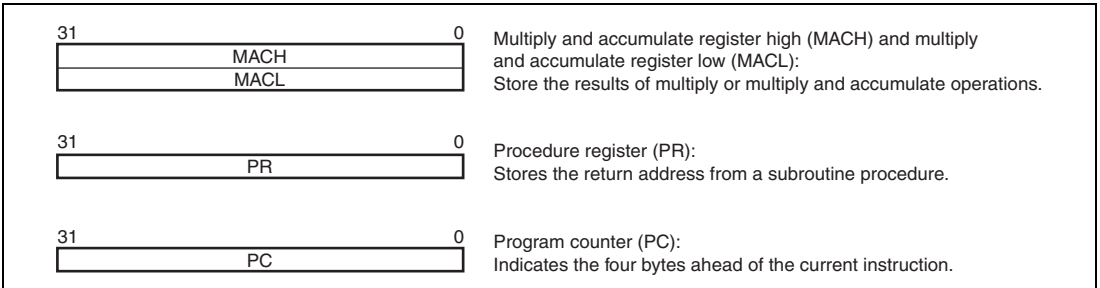 31 0
MACH
MACL
Multiply and accumulate register high (MACH) and multiply
and accumulate register low (MACL):
Store the results of multiply or multiply and accumulate operations.
31 0
PR
Procedure register (PR):
Stores the return address from a subroutine procedure.
31 0
PC
Program counter (PC):
Indicates the four bytes ahead of the current instruction.